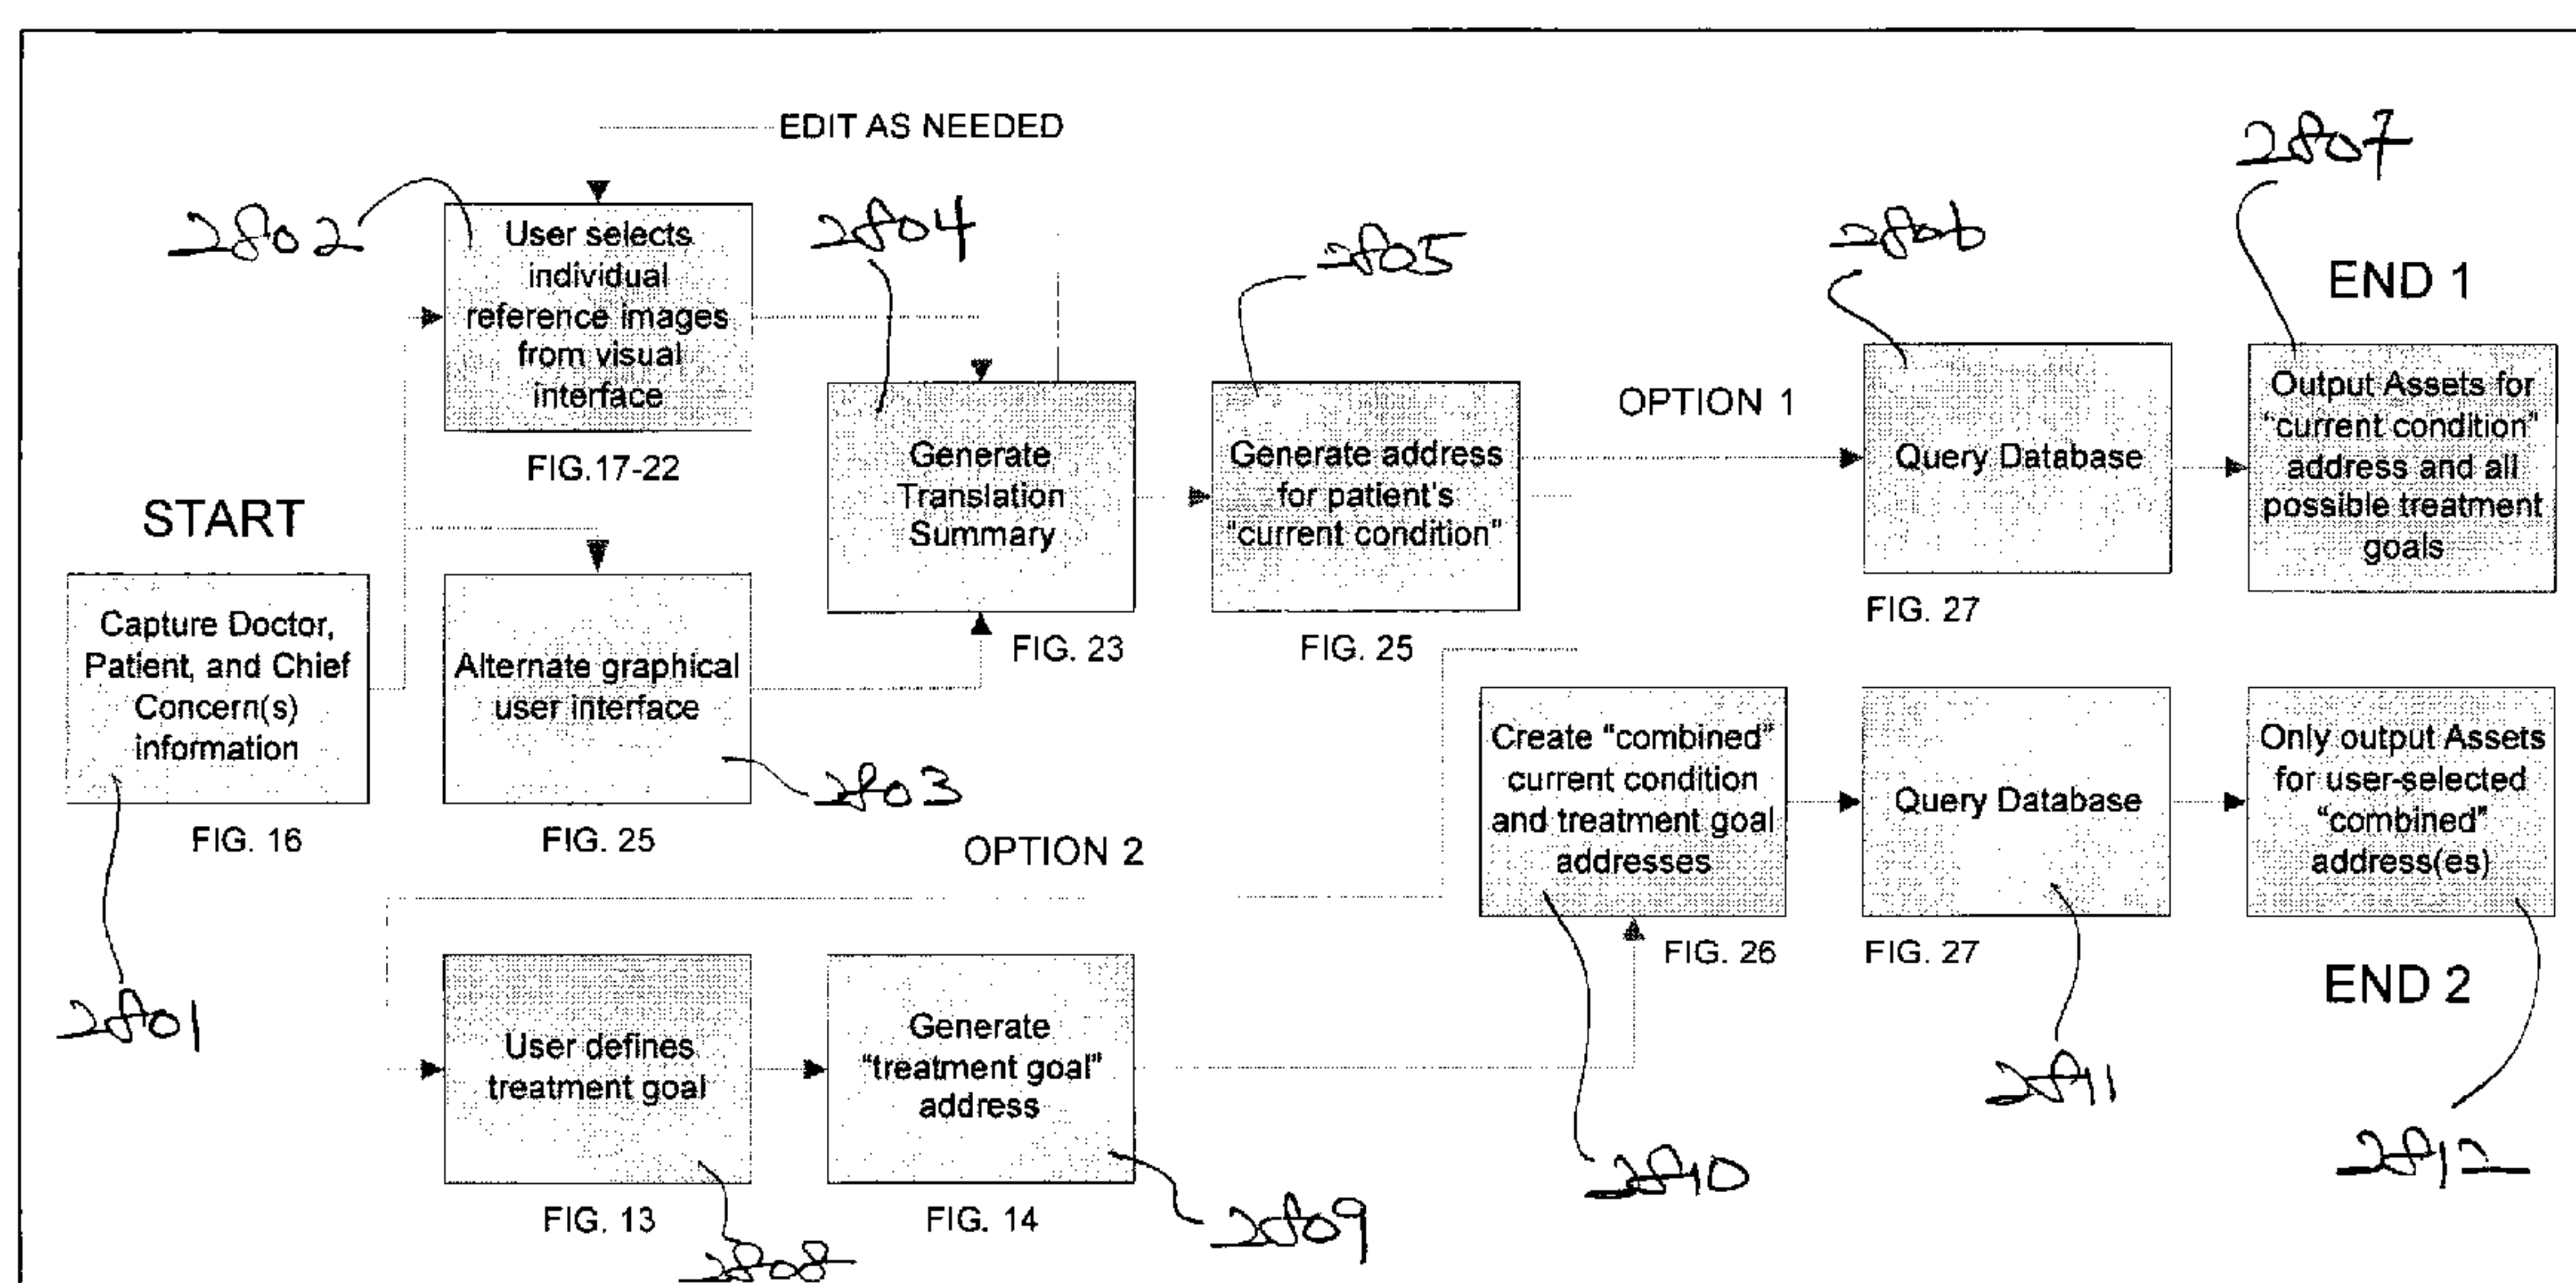 EDIT AS NEEDED
2802
User selects
individual
reference images
from visual
interface
FIG.17-22
2804
Generate
Translation
Summary
FIG. 23
2805
Generate address
for patient's
"current condition"
FIG. 25
OPTION 1
2806
Query Database
FIG. 27
2807
END 1
Output Assets for
"current condition"
address and all
possible treatment
goals
START
Capture Doctor,
Patient, and Chief
Concern(s)
information
FIG. 16
2801
Alternate graphical
user interface
FIG. 25
2803
OPTION 2
User defines
treatment goal
FIG. 13
2808
Generate
"treatment goal"
address
FIG. 14
2809
Create "combined"
current condition
and treatment goal
addresses
FIG. 26
2810
Query Database
FIG. 27
2811
Only output Assets
for user-selected
"combined"
address(es)
END 2
2812